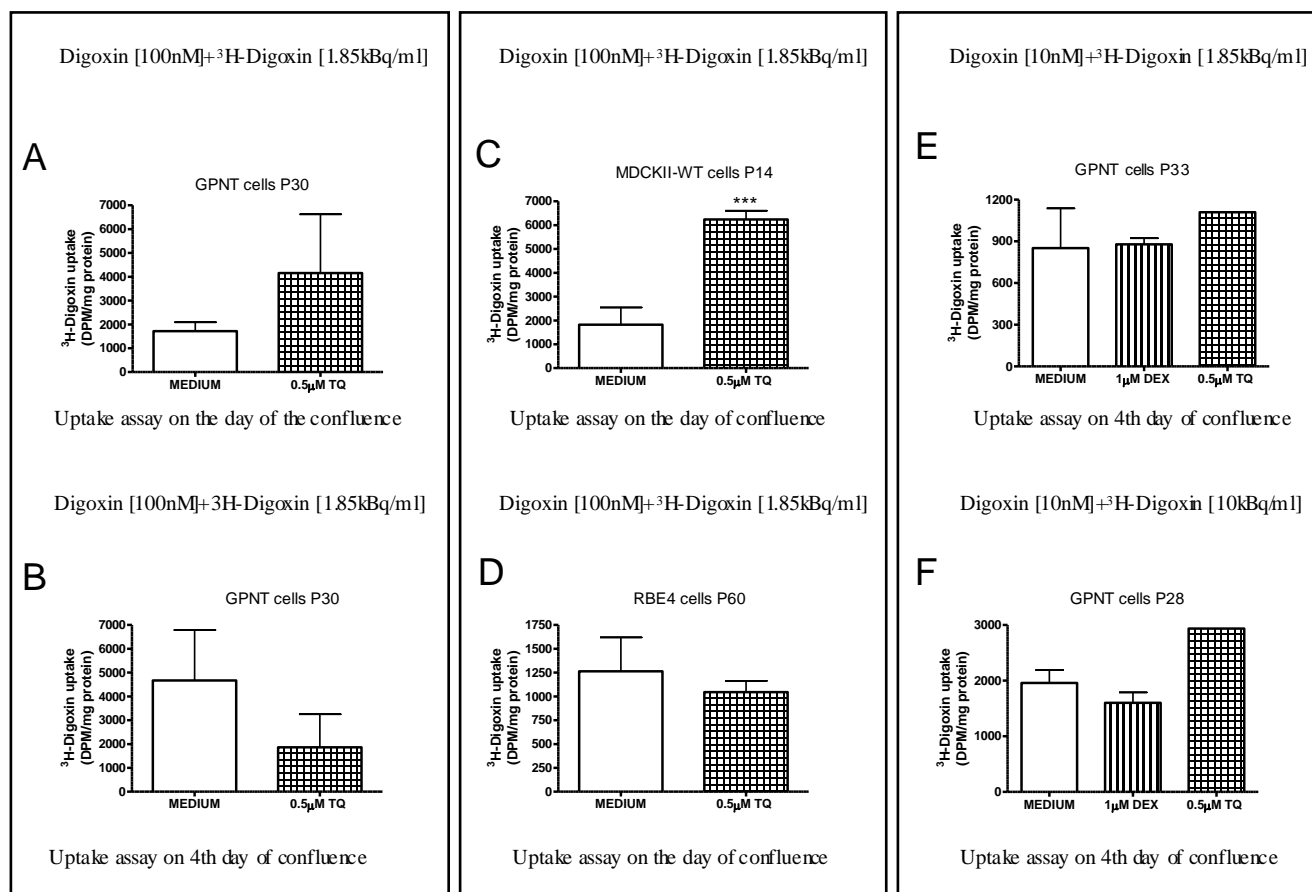 Digoxin [100nM]+³H-Digoxin [1.85kBq/ml]
A
GPNT cells P30
³H-Digoxin uptake
(DPM/mg protein)
7000
6000
5000
4000
3000
2000
1000
0
MEDIUM 0.5µM TQ
Uptake assay on the day of the confluence
Digoxin [100nM]+3H-Digoxin [1.85kBq/ml]
B
GPNT cells P30
³H-Digoxin uptake
(DPM/mg protein)
7000
6000
5000
4000
3000
2000
1000
0
MEDIUM 0.5µM TQ
Uptake assay on 4th day of confluence
Digoxin [100nM]+³H-Digoxin [1.85kBq/ml]
C
MDCKII-WT cells P14
³H-Digoxin uptake
(DPM/mg protein)
7000
6000
5000
4000
3000
2000
1000
0
***
MEDIUM 0.5µM TQ
Uptake assay on the day of confluence
Digoxin [100nM]+³H-Digoxin [1.85kBq/ml]
D
RBE4 cells P60
³H-Digoxin uptake
(DPM/mg protein)
1750
1500
1250
1000
750
500
250
0
MEDIUM 0.5µM TQ
Uptake assay on the day of confluence
Digoxin [10nM]+³H-Digoxin [1.85kBq/ml]
E
GPNT cells P33
³H-Digoxin uptake
(DPM/mg protein)
1200
900
600
300
0
MEDIUM 1µM DEX 0.5µM TQ
Uptake assay on 4th day of confluence
Digoxin [10nM]+³H-Digoxin [10kBq/ml]
F
GPNT cells P28
³H-Digoxin uptake
(DPM/mg protein)
3000
2000
1000
0
MEDIUM 1µM DEX 0.5µM TQ
Uptake assay on 4th day of confluence